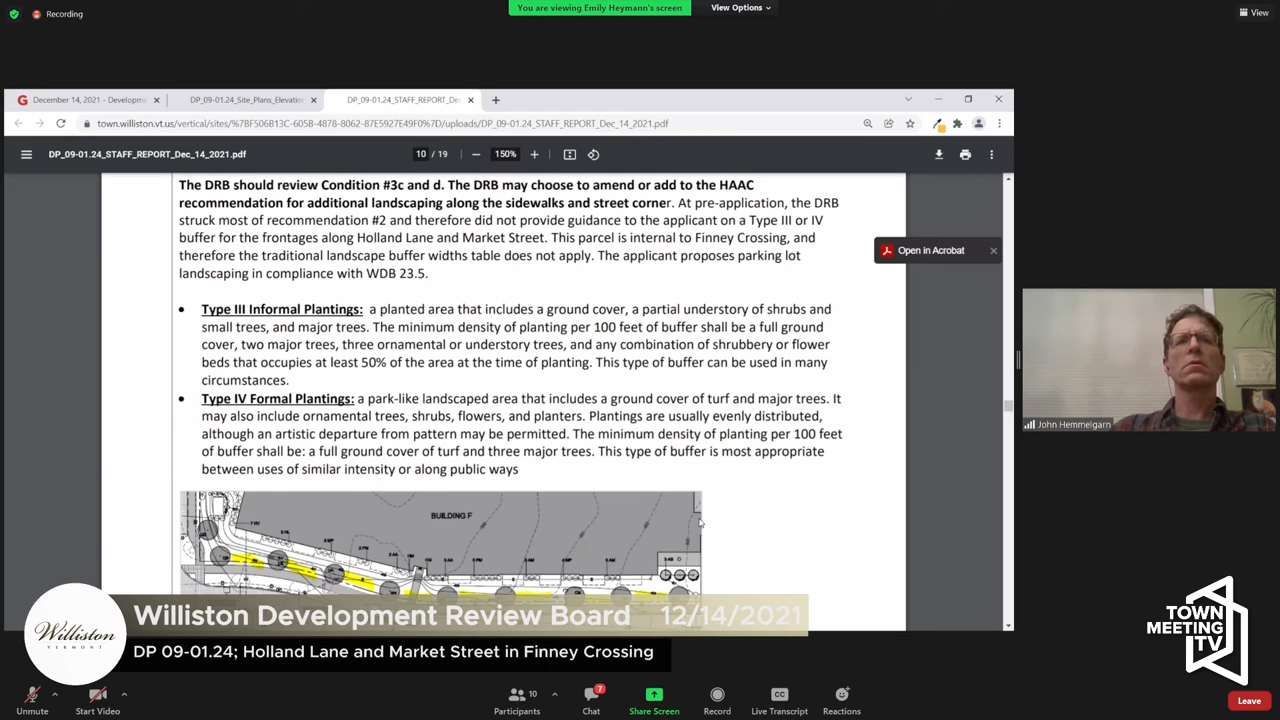 Recording
You are viewing Emily Heymann's screen
View Options
View
December 14, 2021 - Developm
DP_09-01.24_Site_Plans_Elevatio
DP_09-01.24_STAFF_REPORT_De
town.williston.vt.us/vertical/sites/%7BF506B13C-605B-4878-8062-87E5927E49F0%7D/uploads/DP_09-01.24_STAFF_REPORT_Dec_14_2021.pdf
DP_09-01.24_STAFF_REPORT_Dec_14_2021.pdf
10 / 19
150%
The DRB should review Condition #3c and d. The DRB may choose to amend or add to the HAAC
recommendation for additional landscaping along the sidewalks and street corner. At pre-application, the DRB
struck most of recommendation #2 and therefore did not provide guidance to the applicant on a Type III or IV
buffer for the frontages along Holland Lane and Market Street. This parcel is internal to Finney Crossing, and
therefore the traditional landscape buffer widths table does not apply. The applicant proposes parking lot
landscaping in compliance with WDB 23.5.
Open in Acrobat
• Type III Informal Plantings: a planted area that includes a ground cover, a partial understory of shrubs and
small trees, and major trees. The minimum density of planting per 100 feet of buffer shall be a full ground
cover, two major trees, three ornamental or understory trees, and any combination of shrubbery or flower
beds that occupies at least 50% of the area at the time of planting. This type of buffer can be used in many
circumstances.
• Type IV Formal Plantings: a park-like landscaped area that includes a ground cover of turf and major trees. It
may also include ornamental trees, shrubs, flowers, and planters. Plantings are usually evenly distributed,
although an artistic departure from pattern may be permitted. The minimum density of planting per 100 feet
of buffer shall be: a full ground cover of turf and three major trees. This type of buffer is most appropriate
between uses of similar intensity or along public ways
John Hemmelgarn
BUILDING F
Williston
VERMONT
Williston Development Review Board 12/14/2021
DP 09-01.24; Holland Lane and Market Street in Finney Crossing
TOWN
MEETING
TV
Unmute
Start Video
10
Participants
7
Chat
Share Screen
Record
CC
Live Transcript
Reactions
Leave